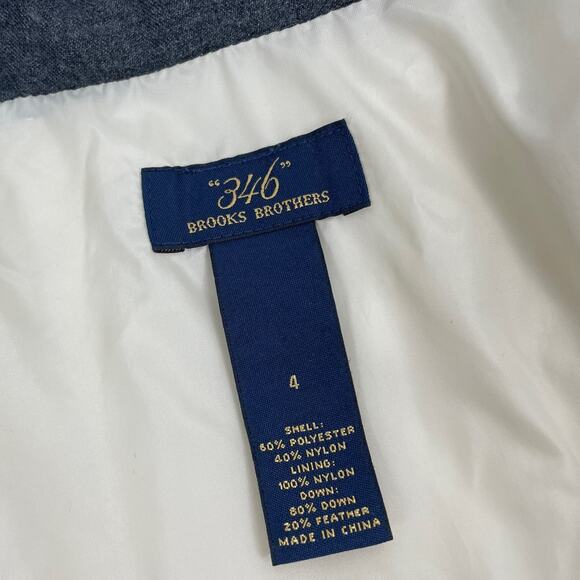 "346"
BROOKS BROTHERS
4
SHELL:
60% POLYESTER
40% NYLON
LINING:
100% NYLON
DOWN:
80% DOWN
20% FEATHER
MADE IN CHINA